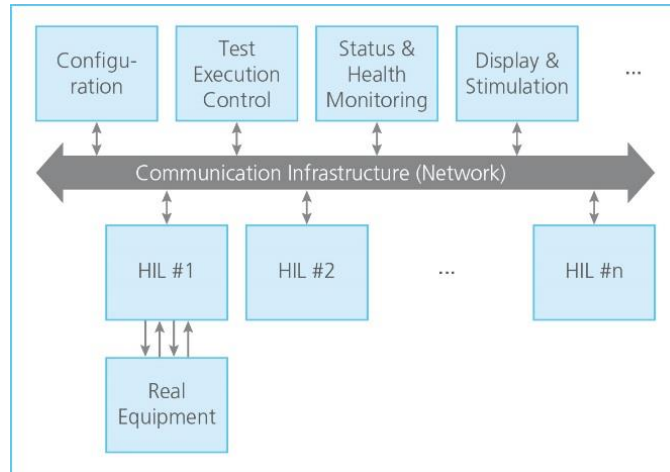 Configu-
ration
Test
Execution
Control
Status &
Health
Monitoring
Display &
Stimulation
...
Communication Infrastructure (Network)
HIL #1
HIL #2
...
HIL #n
Real
Equipment